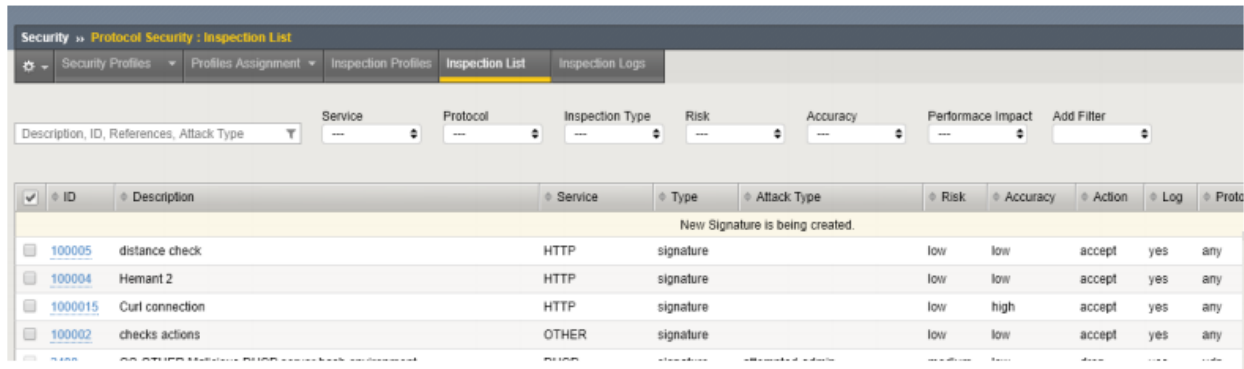 Security » Protocol Security : Inspection List
Security Profiles Profiles Assignment Inspection Profiles Inspection List Inspection Logs
Service Protocol Inspection Type Risk Accuracy Performace Impact Add Filter
Description, ID, References, Attack Type --- --- --- --- --- ---
ID Description Service Type Attack Type Risk Accuracy Action Log Proto
New Signature is being created.
100005 distance check HTTP signature low low accept yes any
100004 Hemant 2 HTTP signature low low accept yes any
1000015 Curl connection HTTP signature low high accept yes any
100002 checks actions OTHER signature low low accept yes any